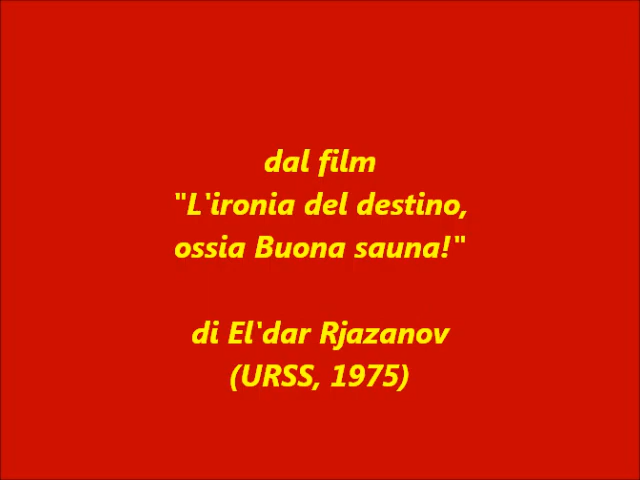 dal film
"L'ironia del destino,
ossia Buona sauna!"
di El'dar Rjazanov
(URSS, 1975)